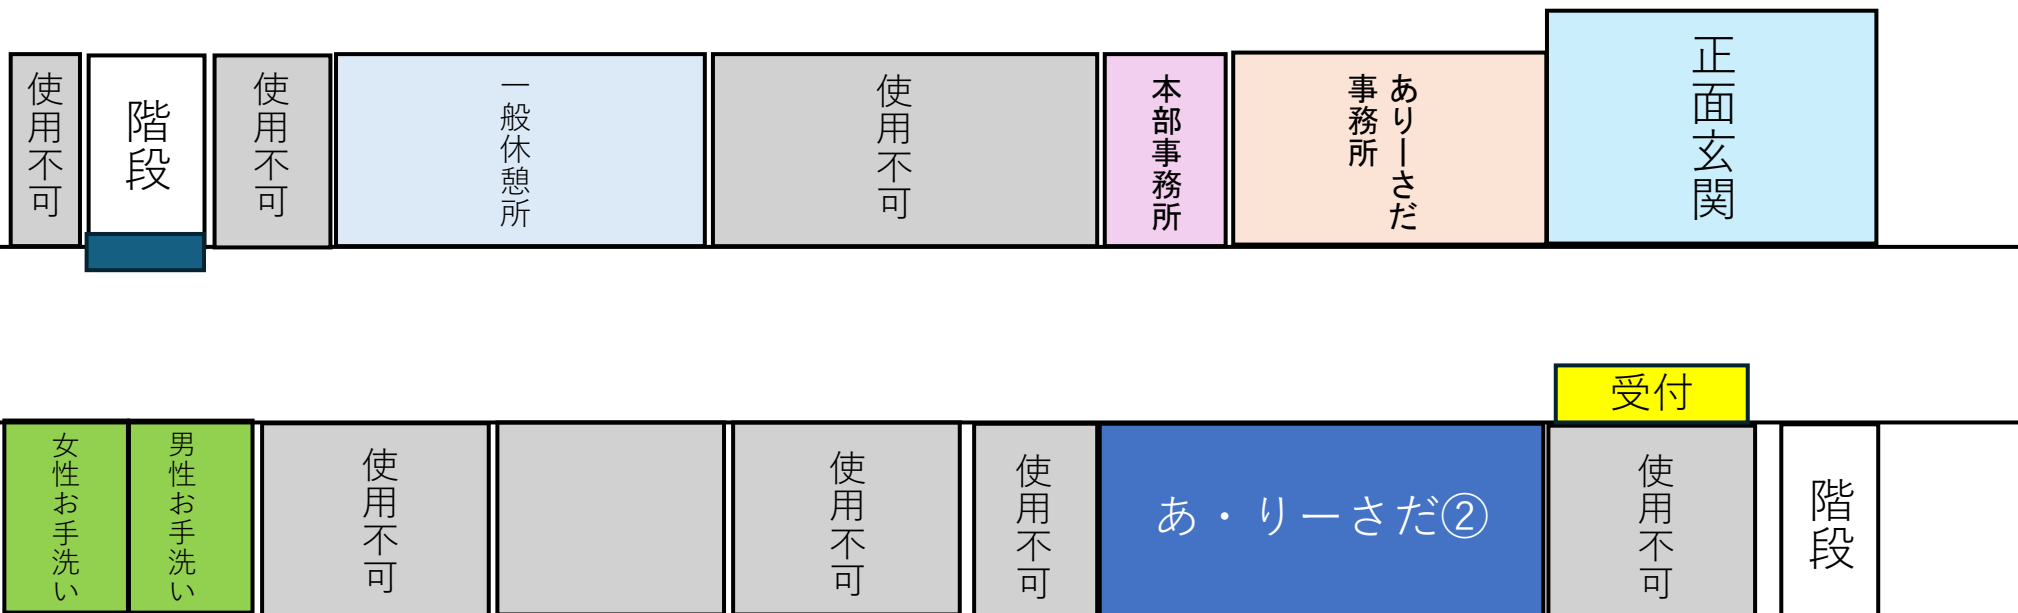 使用不可
階段
使用不可
一般休憩所
使用不可
本部事務所
ありーさだ
事務所
正面玄関
受付
女性お手洗い
男性お手洗い
使用不可
使用不可
使用不可
あ・りーさだ②
使用不可
階段